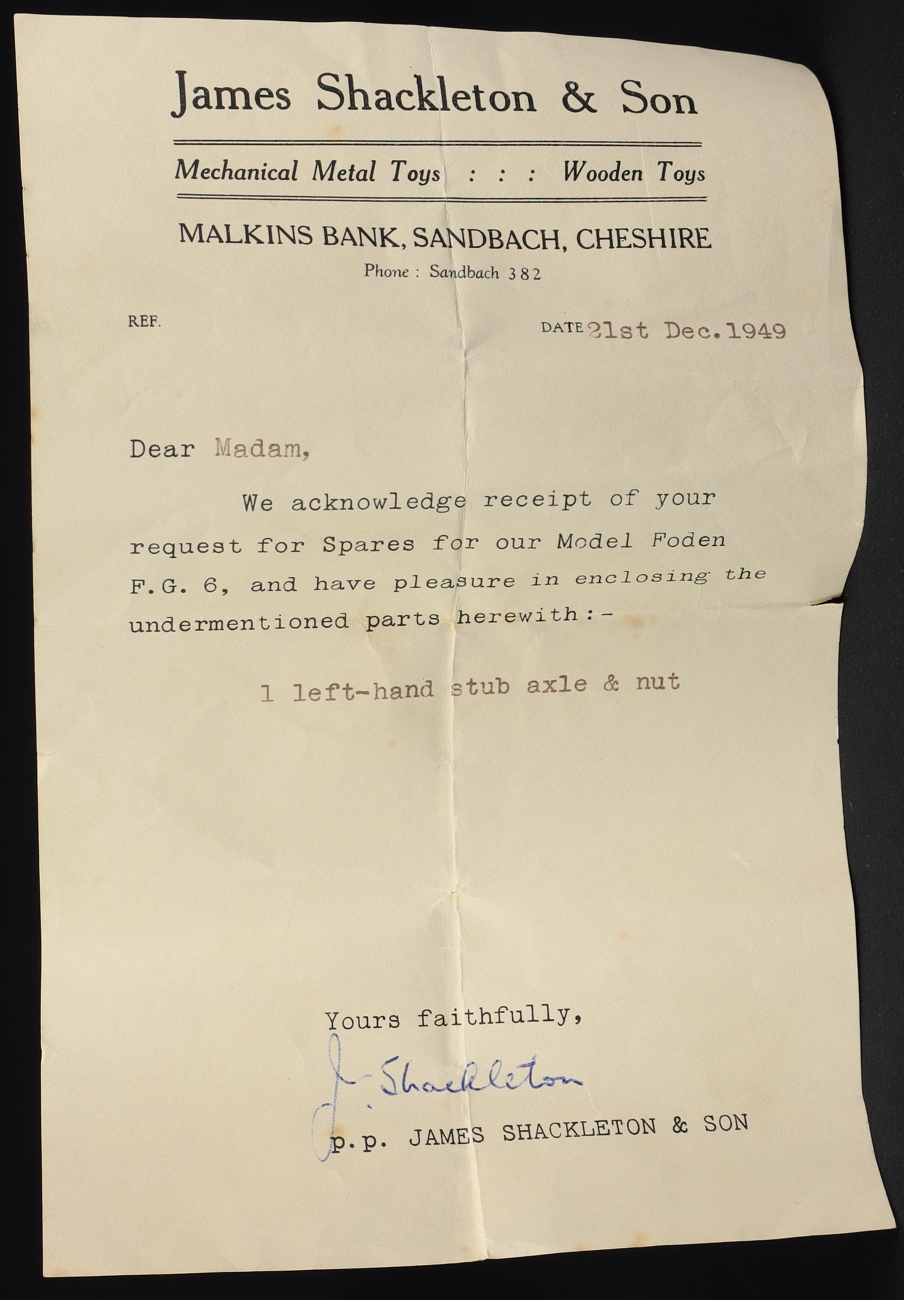 James Shackleton & Son
Mechanical Metal Toys : : : Wooden Toys
MALKINS BANK, SANDBACH, CHESHIRE
Phone : Sandbach 382
REF. DATE 21st Dec.1949
Dear Madam,
We acknowledge receipt of your
request for Spares for our Model Foden
F.G. 6, and have pleasure in enclosing the
undermentioned parts herewith:-
1 left-hand stub axle & nut
Yours faithfully,
J. Shackleton
p.p. JAMES SHACKLETON & SON